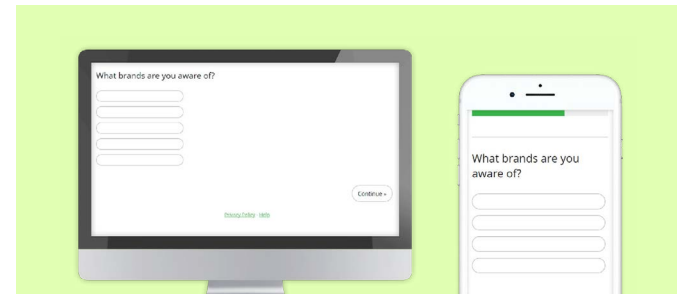 What brands are you aware of?
Continue »
Privacy Policy - Help
What brands are you
aware of?